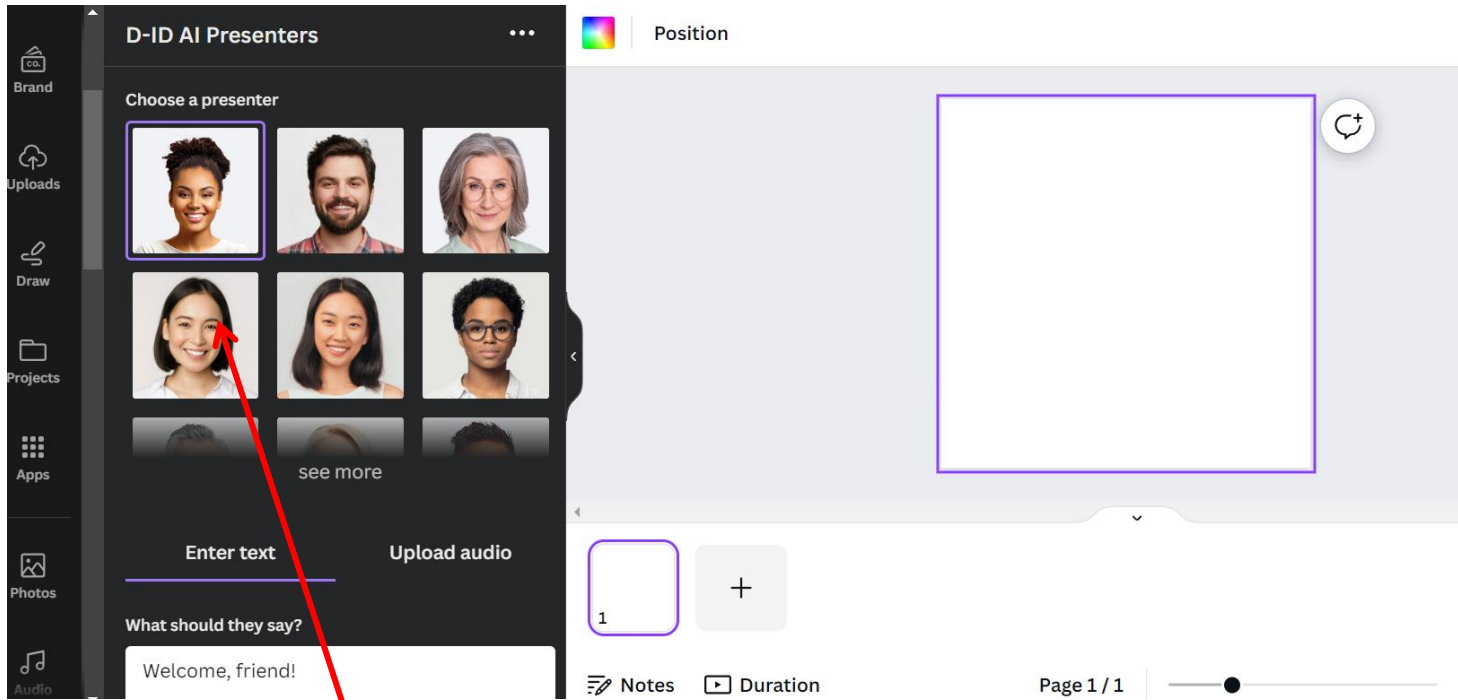 D-ID AI Presenters
Position
co.
Brand
Choose a presenter
Uploads
Draw
Projects
see more
Apps
Enter text
Upload audio
Photos
1
What should they say?
Welcome, friend!
Audio
Notes
Duration
Page 1 / 1